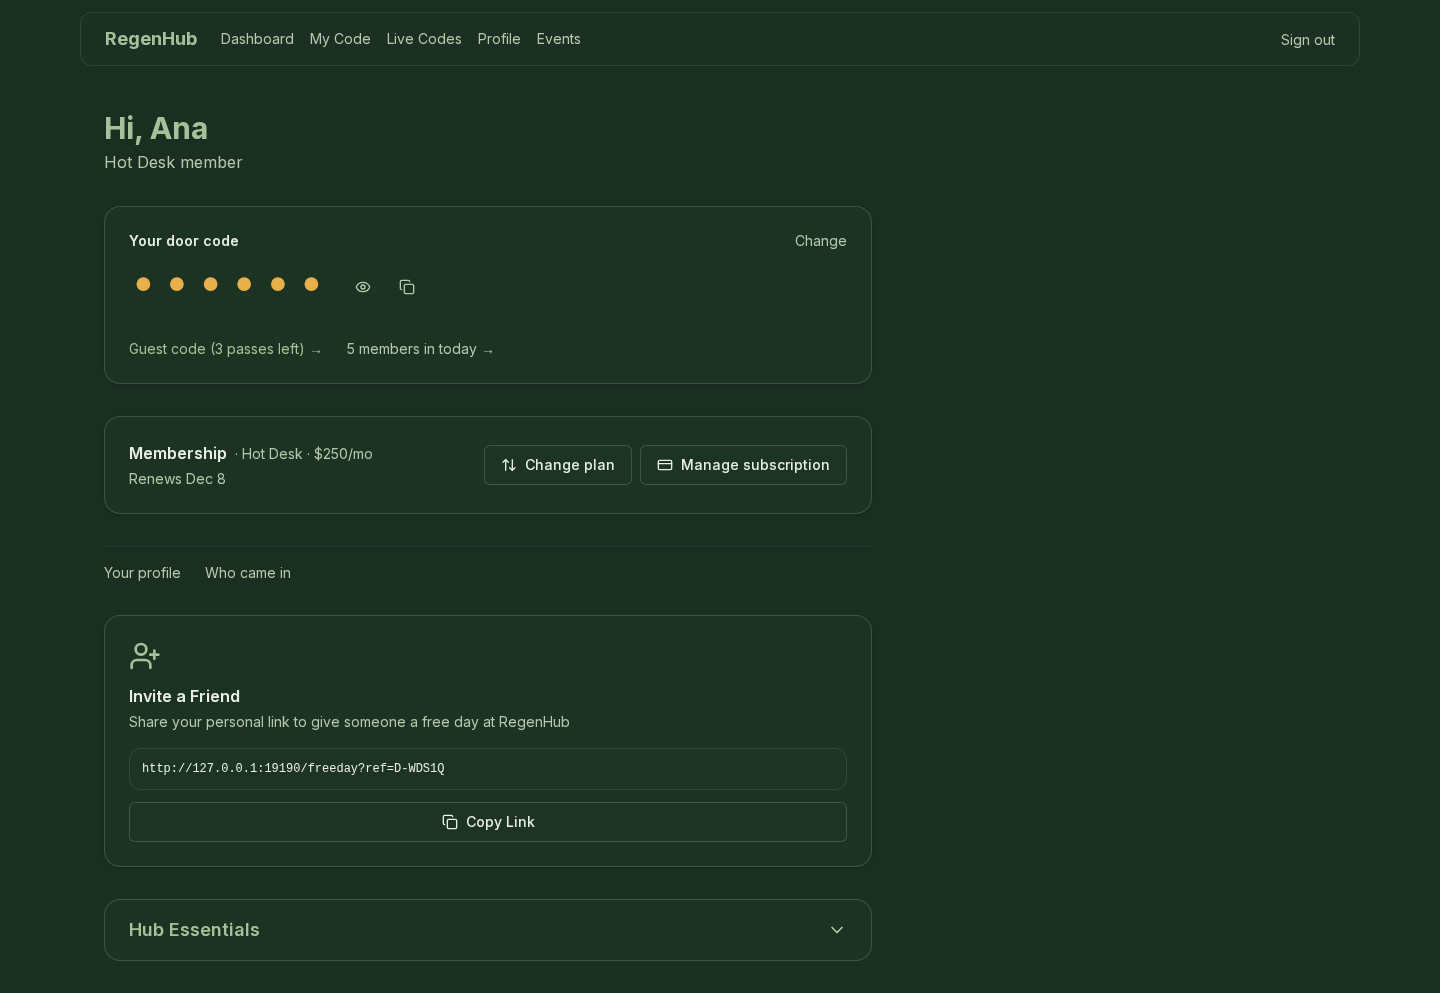 RegenHub Dashboard My Code Live Codes Profile Events Sign out
Hi, Ana
Hot Desk member
Your door code Change
● ● ● ● ● ●
Guest code (3 passes left) → 5 members in today →
Membership · Hot Desk · $250/mo
Renews Dec 8
Change plan Manage subscription
Your profile Who came in
Invite a Friend
Share your personal link to give someone a free day at RegenHub
http://127.0.0.1:19190/freeday?ref=D-WDS1Q
Copy Link
Hub Essentials